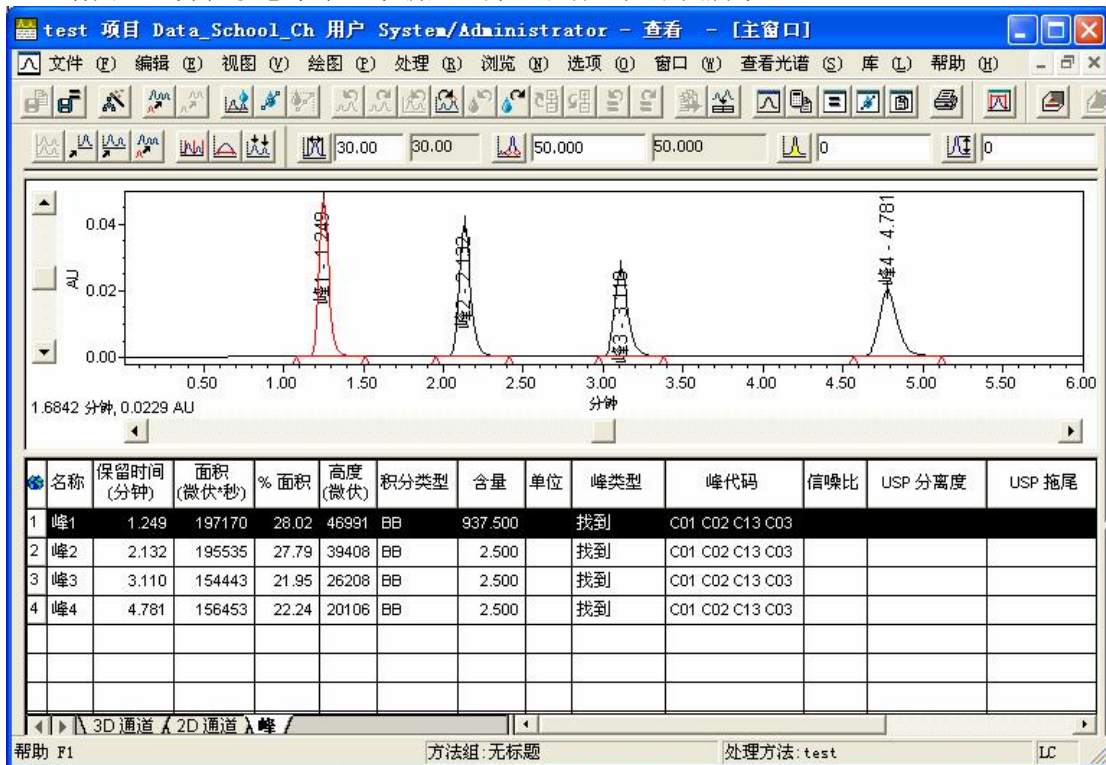 test 项目 Data_School_Ch 用户 System/Administrator - 查看 - [主窗口]
文件 (F) 编辑 (E) 视图 (V) 绘图 (P) 处理 (R) 浏览 (N) 选项 (O) 窗口 (W) 查看光谱 (S) 库 (L) 帮助 (H)
30.00 30.00 50.000 50.000 0 0
AU
0.04
0.02
0.00
峰1 - 1.249
峰2 - 2.132
峰3 - 3.110
峰4 - 4.781
0.50 1.00 1.50 2.00 2.50 3.00 3.50 4.00 4.50 5.00 5.50 6.00
分钟
1.6842 分钟, 0.0229 AU
名称 保留时间 (分钟) 面积 (微伏*秒) % 面积 高度 (微伏) 积分类型 含量 单位 峰类型 峰代码 信噪比 USP 分离度 USP 拖尾
1 峰1 1.249 197170 28.02 46991 BB 937.500 找到 C01 C02 C13 C03
2 峰2 2.132 195535 27.79 39408 BB 2.500 找到 C01 C02 C13 C03
3 峰3 3.110 154443 21.95 26208 BB 2.500 找到 C01 C02 C13 C03
4 峰4 4.781 156453 22.24 20106 BB 2.500 找到 C01 C02 C13 C03
3D 通道 2D 通道 峰
帮助 F1 方法组:无标题 处理方法:test LC